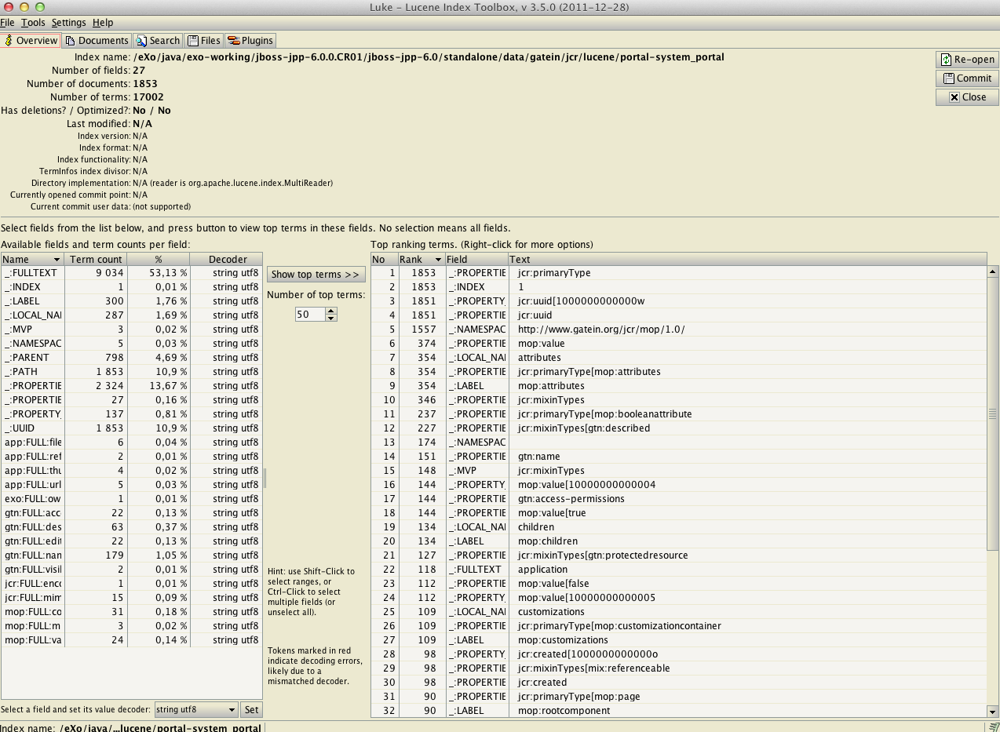 Luke – Lucene Index Toolbox, v 3.5.0 (2011-12-28)
File Tools Settings Help
Overview Documents Search Files Plugins
Index name: /eXo/java/exo-working/jboss-jpp-6.0.0.CR01/jboss-jpp-6.0/standalone/data/gatein/jcr/lucene/portal-system_portal
Number of fields: 27
Number of documents: 1853
Number of terms: 17002
Has deletions? / Optimized?: No / No
Last modified: N/A
Index version: N/A
Index format: N/A
Index functionality: N/A
TermInfos index divisor: N/A
Directory implementation: N/A (reader is org.apache.lucene.index.MultiReader)
Currently opened commit point: N/A
Current commit user data: (not supported)
Re-open
Commit
Close
Select fields from the list below, and press button to view top terms in these fields. No selection means all fields.
Available fields and term counts per field:
Name Term count % Decoder
_:FULLTEXT 9 034 53,13 % string utf8
_:INDEX 1 0,01 % string utf8
_:LABEL 300 1,76 % string utf8
_:LOCAL_NAI 287 1,69 % string utf8
_:MVP 3 0,02 % string utf8
_:NAMESPAC 5 0,03 % string utf8
_:PARENT 798 4,69 % string utf8
_:PATH 1 853 10,9 % string utf8
_:PROPERTIE 2 324 13,67 % string utf8
_:PROPERTIE 27 0,16 % string utf8
_:PROPERTY_ 137 0,81 % string utf8
_:UUID 1 853 10,9 % string utf8
app:FULL:file 6 0,04 % string utf8
app:FULL:ref 2 0,01 % string utf8
app:FULL:thu 4 0,02 % string utf8
app:FULL:url 5 0,03 % string utf8
exo:FULL:ow 1 0,01 % string utf8
gtn:FULL:acc 22 0,13 % string utf8
gtn:FULL:des 63 0,37 % string utf8
gtn:FULL:edit 22 0,13 % string utf8
gtn:FULL:nan 179 1,05 % string utf8
gtn:FULL:visil 2 0,01 % string utf8
jcr:FULL:enc 1 0,01 % string utf8
jcr:FULL:mim 15 0,09 % string utf8
mop:FULL:co 31 0,18 % string utf8
mop:FULL:m 3 0,02 % string utf8
mop:FULL:va 24 0,14 % string utf8
Select a field and set its value decoder: string utf8 Set
Show top terms >>
Number of top terms:
50
Hint: use Shift-Click to
select ranges, or
Ctrl-Click to select
multiple fields (or
unselect all).
Tokens marked in red
indicate decoding errors,
likely due to a
mismatched decoder.
Top ranking terms. (Right-click for more options)
No Rank Field Text
1 1853 _:PROPERTIE jcr:primaryType
2 1853 _:INDEX 1
3 1851 _:PROPERTY_ jcr:uuid[1000000000000w
4 1851 _:PROPERTIE jcr:uuid
5 1557 _:NAMESPAC http://www.gatein.org/jcr/mop/1.0/
6 374 _:PROPERTIE mop:value
7 354 _:LOCAL_NAI attributes
8 354 _:PROPERTIE jcr:primaryType[mop:attributes
9 354 _:LABEL mop:attributes
10 346 _:PROPERTIE jcr:mixinTypes
11 237 _:PROPERTIE jcr:primaryType[mop:booleanattribute
12 227 _:PROPERTIE jcr:mixinTypes[gtn:described
13 174 _:NAMESPAC
14 151 _:PROPERTIE gtn:name
15 148 _:MVP jcr:mixinTypes
16 144 _:PROPERTY_ mop:value[10000000000004
17 144 _:PROPERTIE gtn:access-permissions
18 144 _:PROPERTIE mop:value[true
19 134 _:LOCAL_NAI children
20 134 _:LABEL mop:children
21 127 _:PROPERTIE jcr:mixinTypes[gtn:protectedresource
22 118 _:FULLTEXT application
23 112 _:PROPERTIE mop:value[false
24 112 _:PROPERTY_ mop:value[10000000000005
25 109 _:LOCAL_NAI customizations
26 109 _:PROPERTIE jcr:primaryType[mop:customizationcontainer
27 109 _:LABEL mop:customizations
28 98 _:PROPERTY_ jcr:created[1000000000000o
29 98 _:PROPERTIE jcr:mixinTypes[mix:referenceable
30 98 _:PROPERTIE jcr:created
31 90 _:PROPERTIE jcr:primaryType[mop:page
32 90 _:LABEL mop:rootcomponent
Index name: /eXo/java/...lucene/portal-system_portal